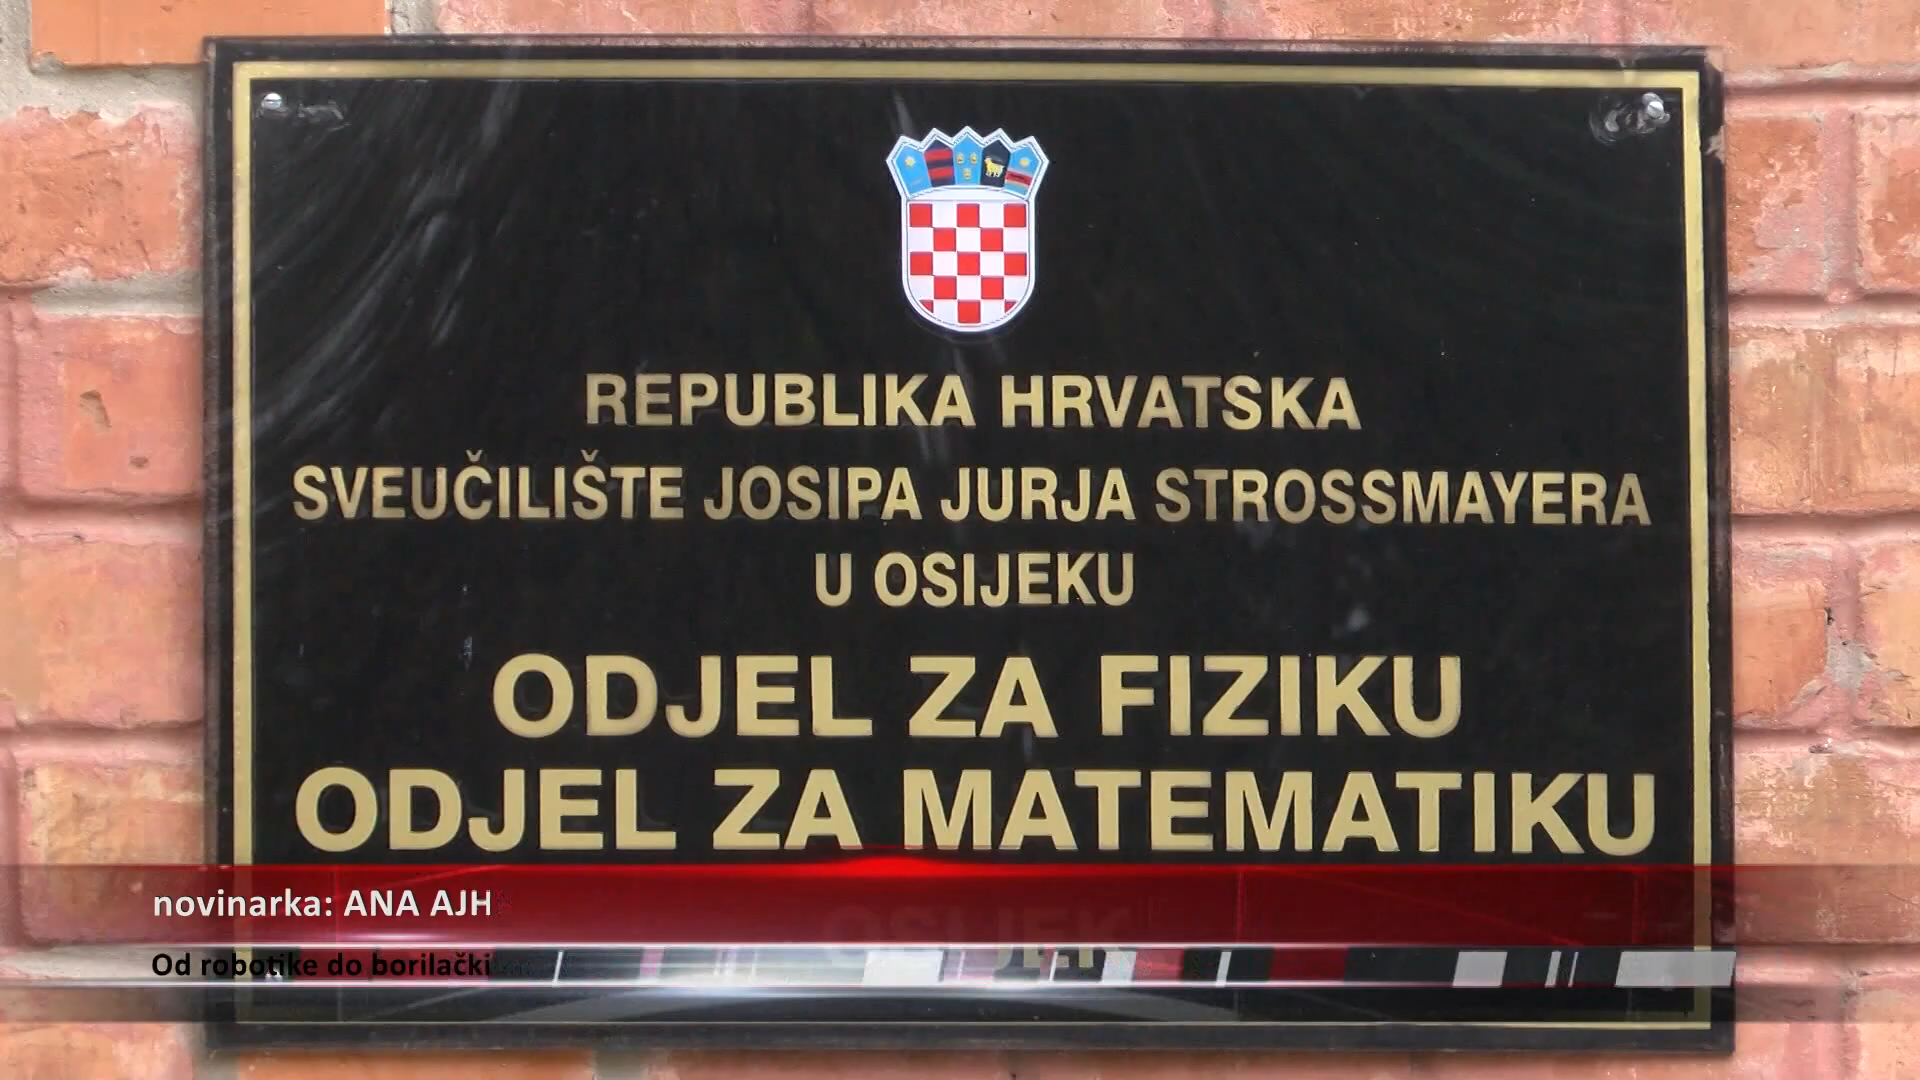 REPUBLIKA HRVATSKA
SVEUČILIŠTE JOSIPA JURJA STROSSMAYERA
U OSIJEKU
ODJEL ZA FIZIKU
ODJEL ZA MATEMATIKU
OSIJEK
novinarka: ANA AJH
Od robotike do borilački